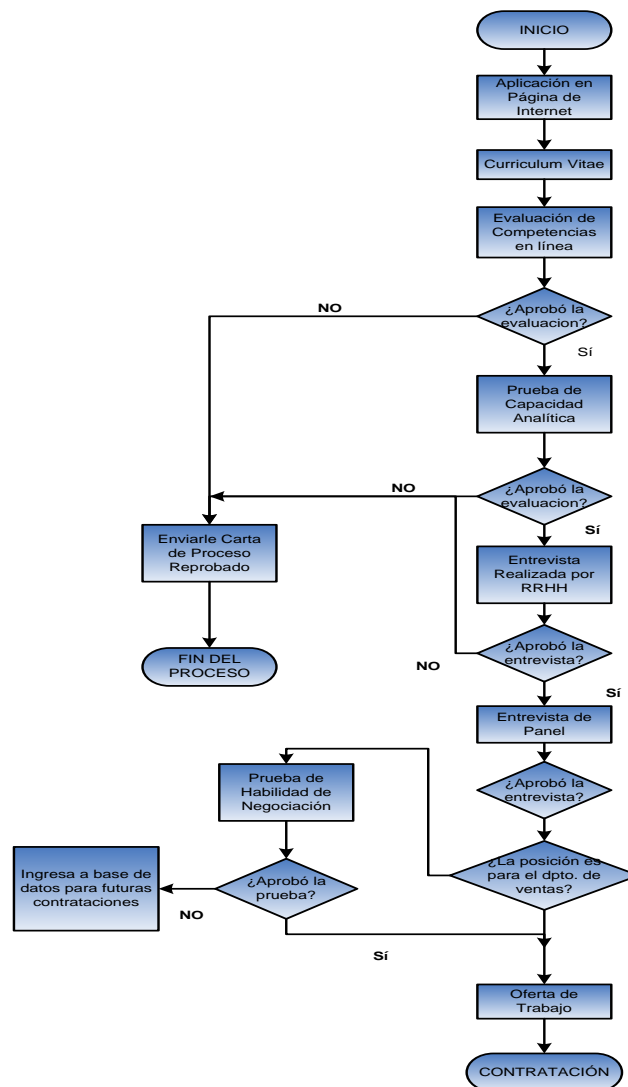 INICIO
Aplicación en
Página de
Internet
Curriculum Vitae
Evaluación de
Competencias
en línea
¿Aprobó la
evaluacion?
NO
Sí
Prueba de
Capacidad
Analítica
¿Aprobó la
evaluacion?
NO
Sí
Enviarle Carta
de Proceso
Reprobado
Entrevista
Realizada por
RRHH
FIN DEL
PROCESO
¿Aprobó la
entrevista?
NO
Sí
Entrevista de
Panel
¿Aprobó la
entrevista?
Prueba de
Habilidad de
Negociación
¿La posición es
para el dpto. de
ventas?
¿Aprobó la
prueba?
Ingresa a base de
datos para futuras
contrataciones
NO
Sí
Oferta de
Trabajo
CONTRATACIÓN